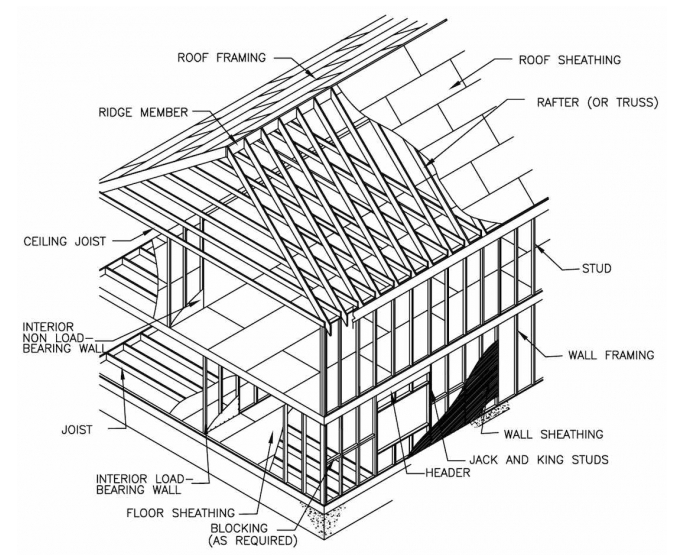 ROOF FRAMING
ROOF SHEATHING
RAFTER (OR TRUSS)
RIDGE MEMBER
CEILING JOIST
STUD
INTERIOR
NON LOAD-
BEARING WALL
WALL FRAMING
JOIST
WALL SHEATHING
JACK AND KING STUDS
HEADER
INTERIOR LOAD-
BEARING WALL
FLOOR SHEATHING
BLOCKING
(AS REQUIRED)